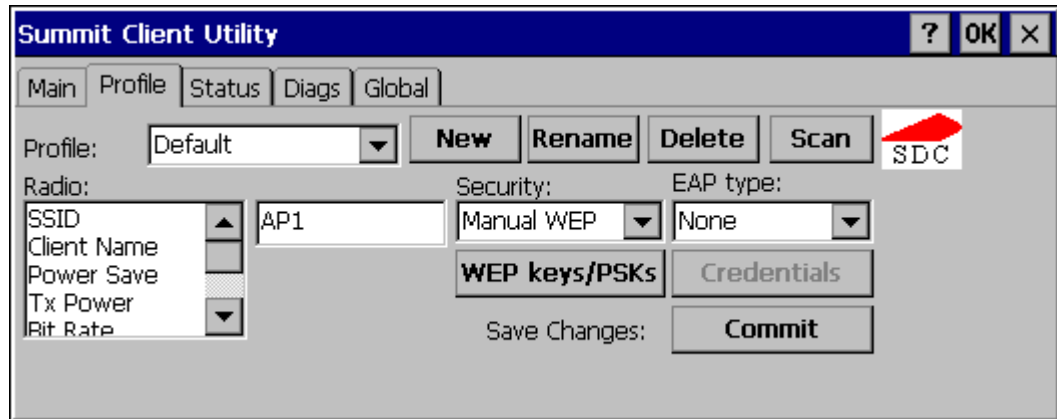 Summit Client Utility ? OK ×
Main Profile Status Diags Global
Profile: Default New Rename Delete Scan SDC
Radio: Security: EAP type:
SSID AP1 Manual WEP None
Client Name
Power Save WEP keys/PSKs Credentials
Tx Power
Bit Rate Save Changes: Commit